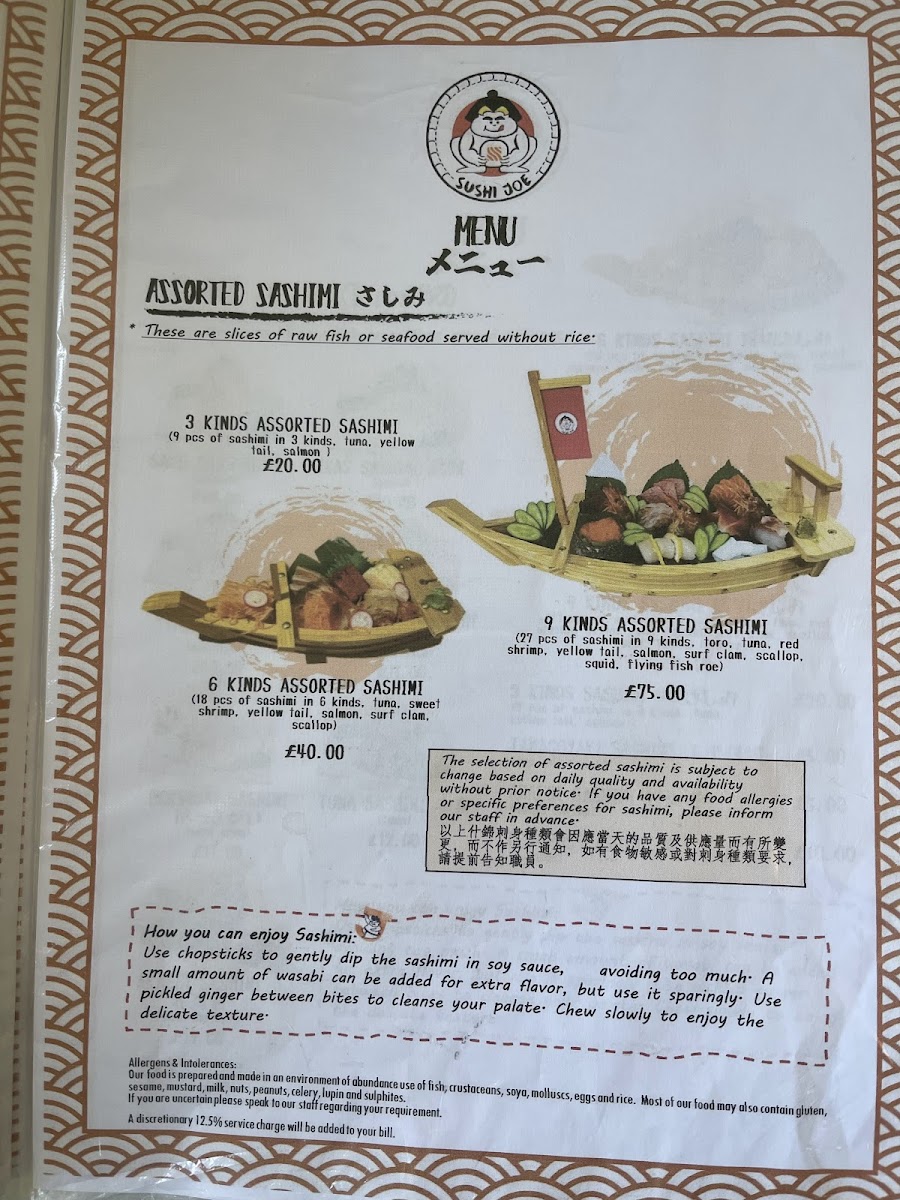 SUSHI JOE
MENU
メニュー
ASSORTED SASHIMI さしみ
* These are slices of raw fish or seafood served without rice.
3 KINDS ASSORTED SASHIMI
(9 pcs of sashimi in 3 kinds, tuna, yellow
tail, salmon )
£20.00
9 KINDS ASSORTED SASHIMI
(27 pcs of sashimi in 9 kinds, toro, tuna, red
shrimp, yellow tail, salmon, surf clam, scallop,
squid, flying fish roe)
£75.00
6 KINDS ASSORTED SASHIMI
(18 pcs of sashimi in 6 kinds, tuna, sweet
shrimp, yellow tail, salmon, surf clam,
scallop)
£40.00
The selection of assorted sashimi is subject to
change based on daily quality and availability
without prior notice. If you have any food allergies
or specific preferences for sashimi, please inform
our staff in advance.
以上什錦刺身種類會因應當天的品質及供應量而有所變
更，而不作另行通知，如有食物敏感或對刺身種類要求，
請提前告知職員。
How you can enjoy Sashimi:
Use chopsticks to gently dip the sashimi in soy sauce, avoiding too much. A
small amount of wasabi can be added for extra flavor, but use it sparingly. Use
pickled ginger between bites to cleanse your palate. Chew slowly to enjoy the
delicate texture.
Allergens & Intolerances:
Our food is prepared and made in an environment of abundance use of fish, crustaceans, soya, molluscs, eggs and rice. Most of our food may also contain gluten,
sesame, mustard, milk, nuts, peanuts, celery, lupin and sulphites.
If you are uncertain please speak to our staff regarding your requirement.
A discretionary 12.5% service charge will be added to your bill.